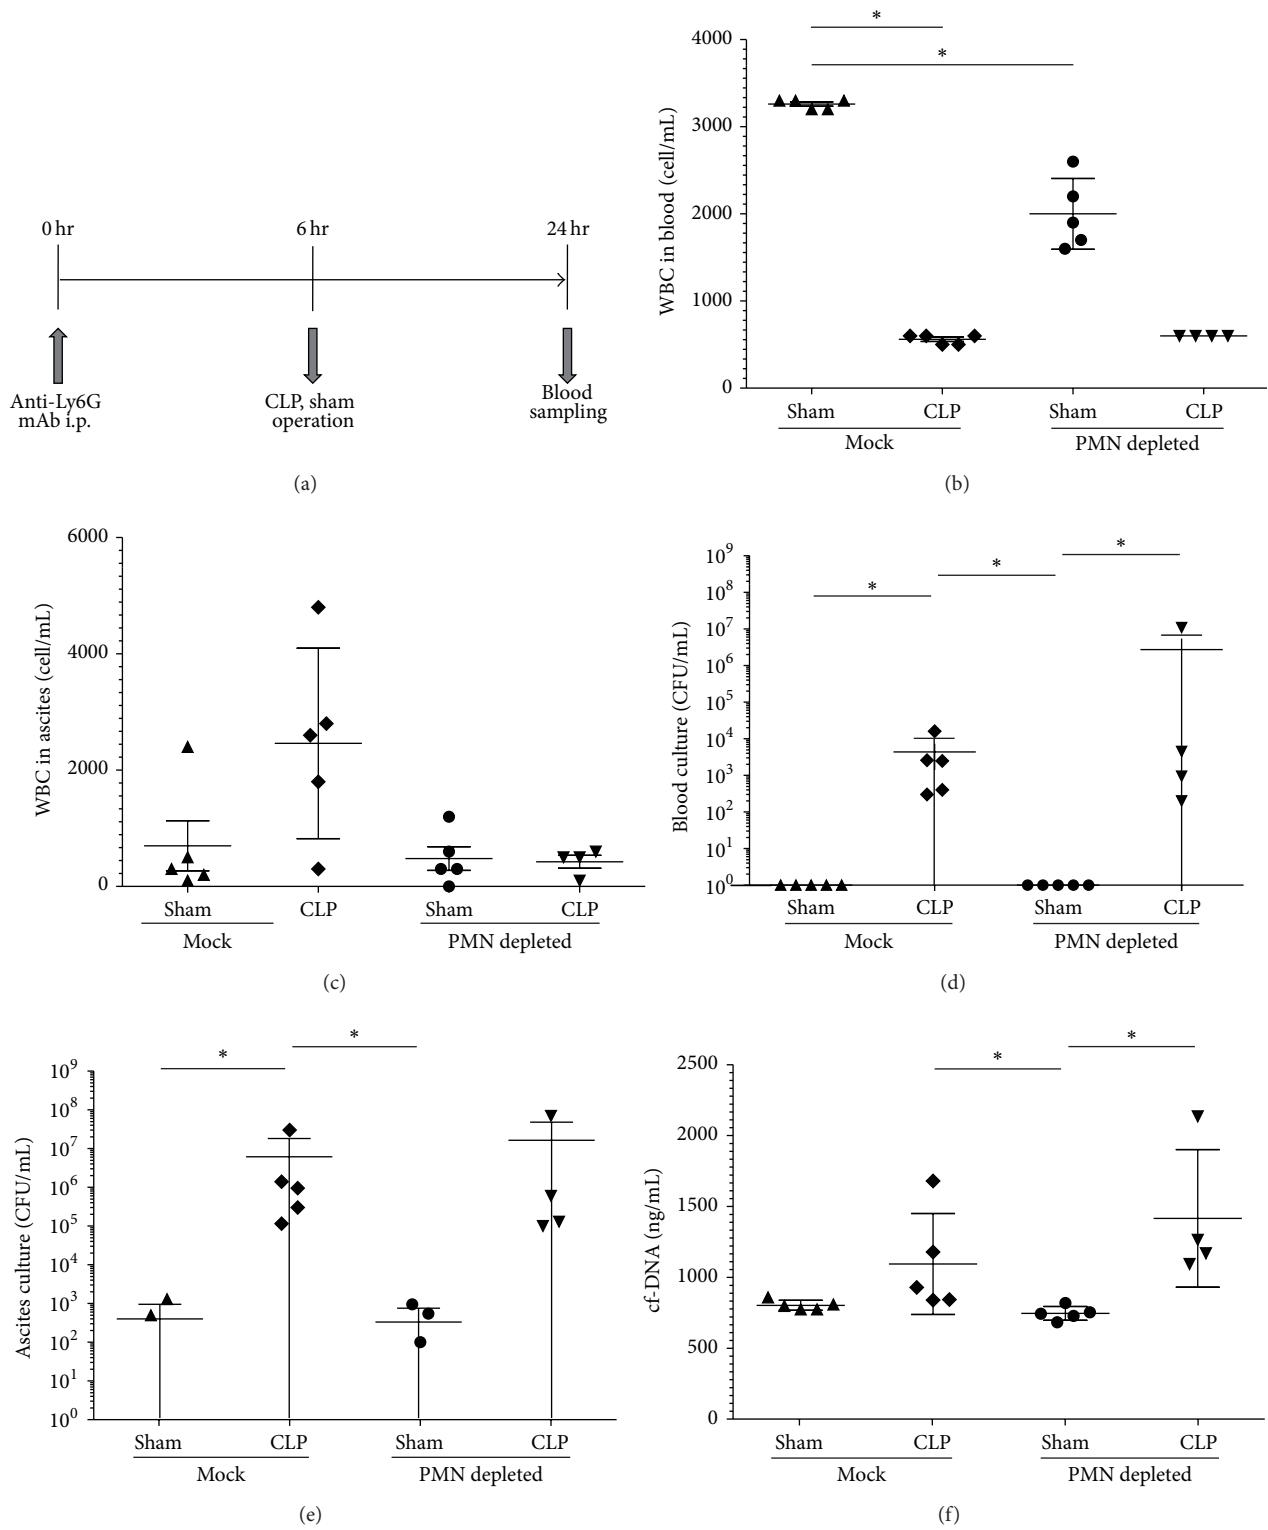 0 hr
6 hr
24 hr
Anti-Ly6G
mAb i.p.
CLP, sham
operation
Blood
sampling
(a)
*
*
4000
3000
2000
1000
0
WBC in blood (cell/mL)
Sham
CLP
Sham
CLP
Mock
PMN depleted
(b)
6000
4000
2000
0
WBC in ascites (cell/mL)
Sham
CLP
Sham
CLP
Mock
PMN depleted
(c)
*
*
*
10⁹
10⁸
10⁷
10⁶
10⁵
10⁴
10³
10²
10¹
10⁰
Blood culture (CFU/mL)
Sham
CLP
Sham
CLP
Mock
PMN depleted
(d)
*
*
10⁹
10⁸
10⁷
10⁶
10⁵
10⁴
10³
10²
10¹
10⁰
Ascites culture (CFU/mL)
Sham
CLP
Sham
CLP
Mock
PMN depleted
(e)
*
*
2500
2000
1500
1000
500
0
cf-DNA (ng/mL)
Sham
CLP
Sham
CLP
Mock
PMN depleted
(f)